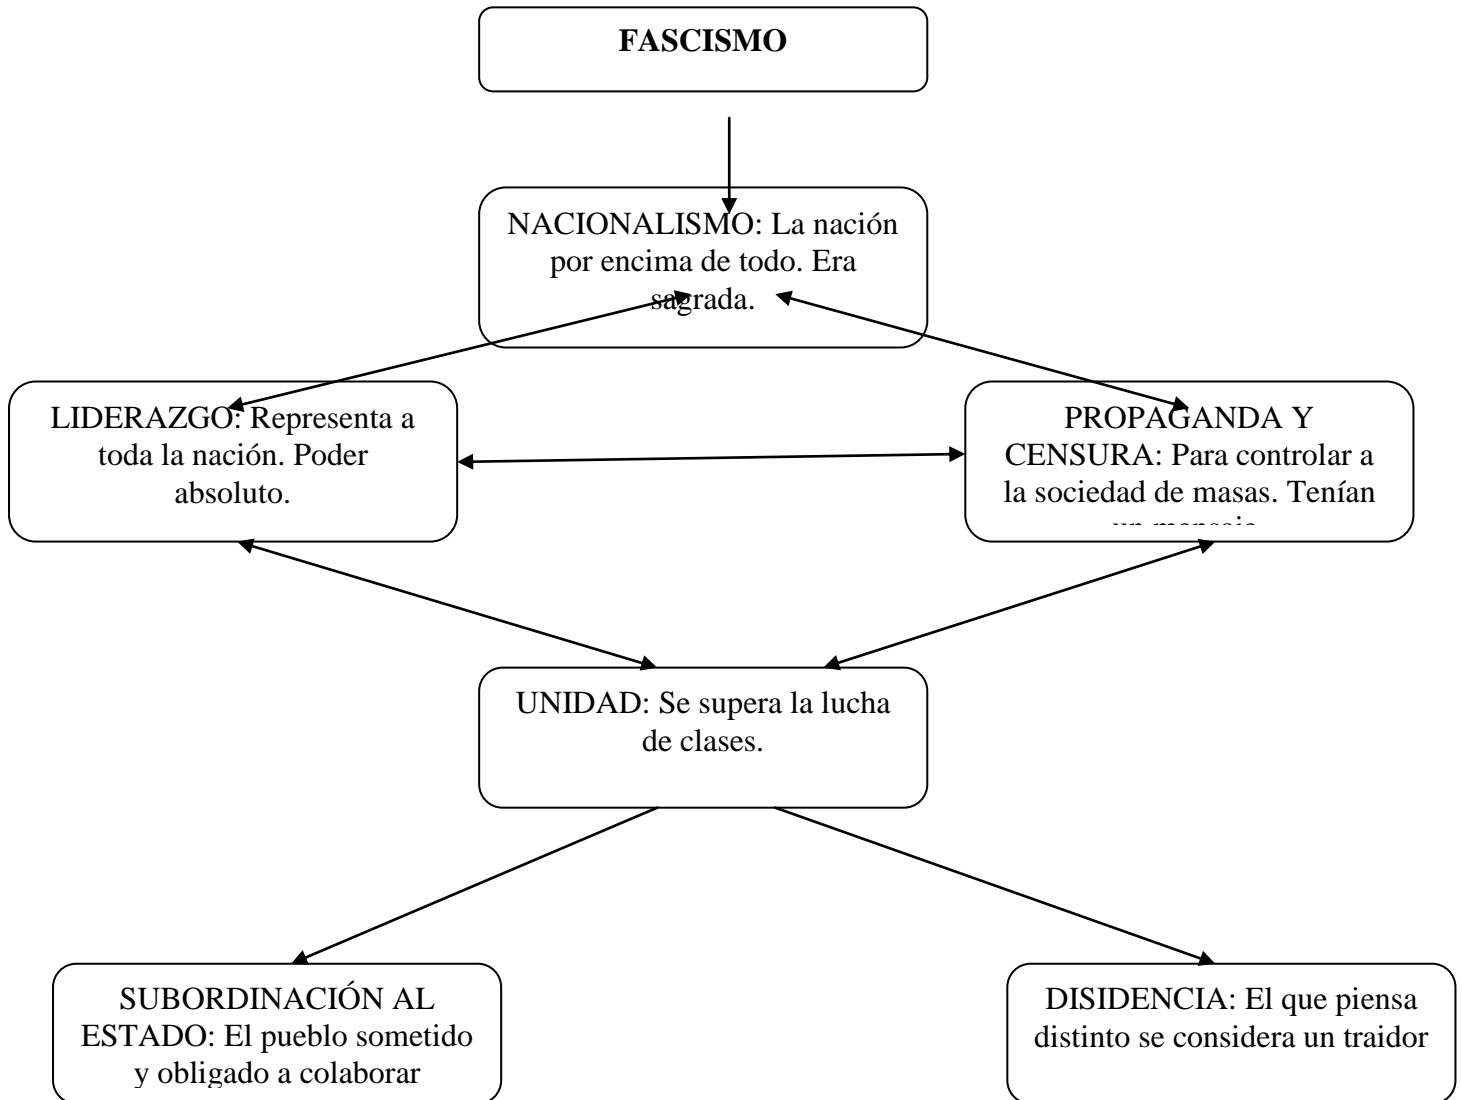 FASCISMO
NACIONALISMO: La nación
por encima de todo. Era
sagrada.
LIDERAZGO: Representa a
toda la nación. Poder
absoluto.
PROPAGANDA Y
CENSURA: Para controlar a
la sociedad de masas. Tenían
un mensaje
UNIDAD: Se supera la lucha
de clases.
SUBORDINACIÓN AL
ESTADO: El pueblo sometido
y obligado a colaborar
DISIDENCIA: El que piensa
distinto se considera un traidor